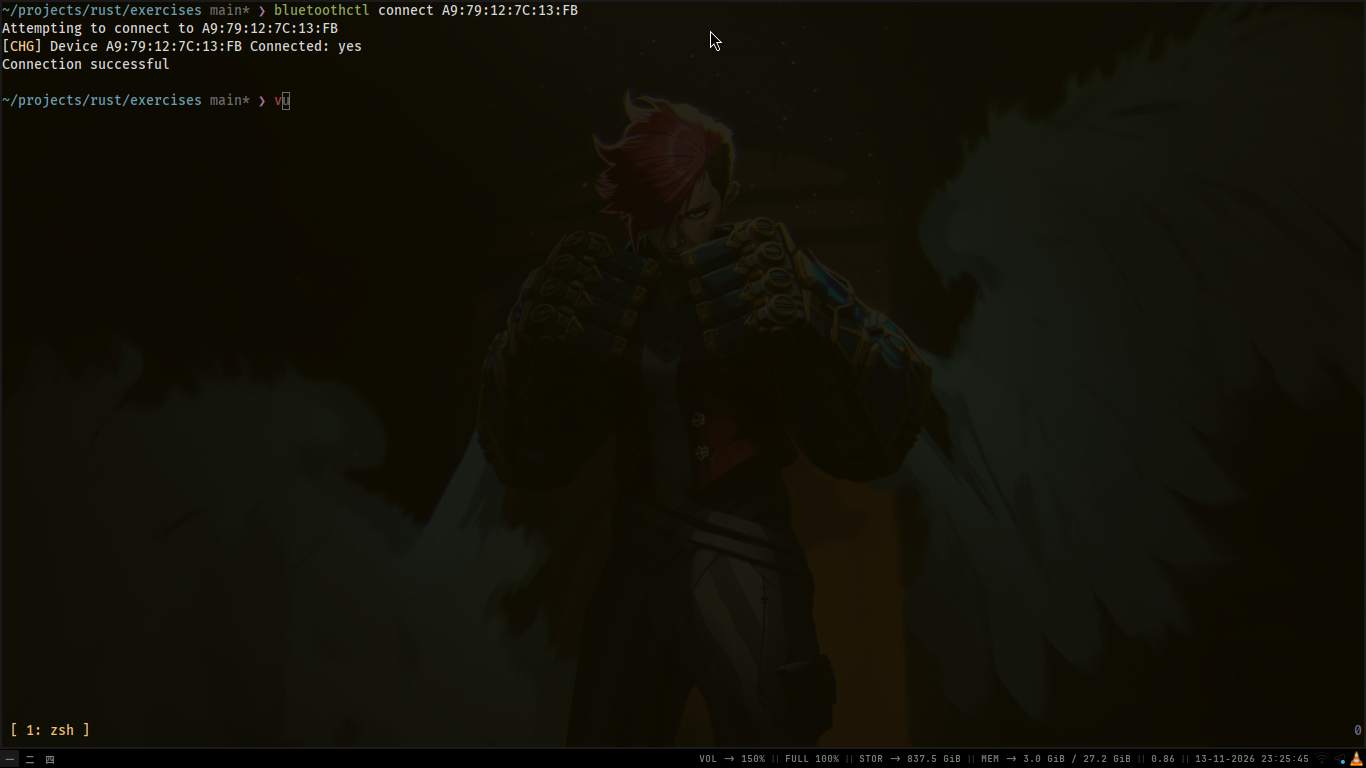 ~/projects/rust/exercises main* ❯ bluetoothctl connect A9:79:12:7C:13:FB
Attempting to connect to A9:79:12:7C:13:FB
[CHG] Device A9:79:12:7C:13:FB Connected: yes
Connection successful
~/projects/rust/exercises main* ❯ vu
[ 1: zsh ]
0
一 二 四
VOL → 150% || FULL 100% || STOR → 837.5 GiB || MEM → 3.0 GiB / 27.2 GiB || 0.86 || 13-11-2026 23:25:45